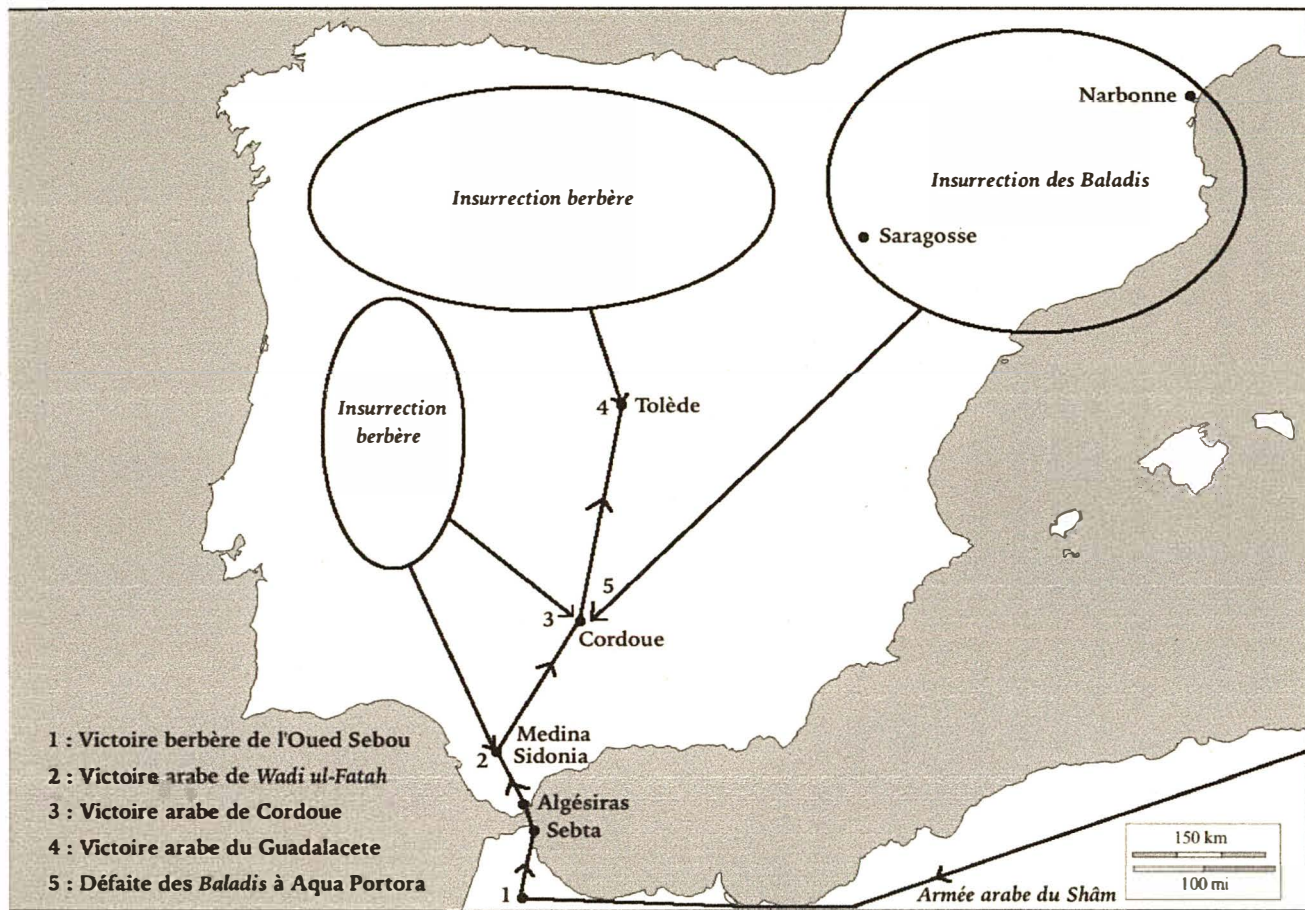 Narbonne
Insurrection berbère
Insurrection des Baladis
Saragosse
Insurrection
berbère
4
Tolède
5
3
Cordoue
Medina
Sidonia
2
Algésiras
Sebta
1
Armée arabe du Shâm
1 : Victoire berbère de l'Oued Sebou
2 : Victoire arabe de Wadi ul-Fatah
3 : Victoire arabe de Cordoue
4 : Victoire arabe du Guadalacete
5 : Défaite des Baladis à Aqua Portora
150 km
100 mi